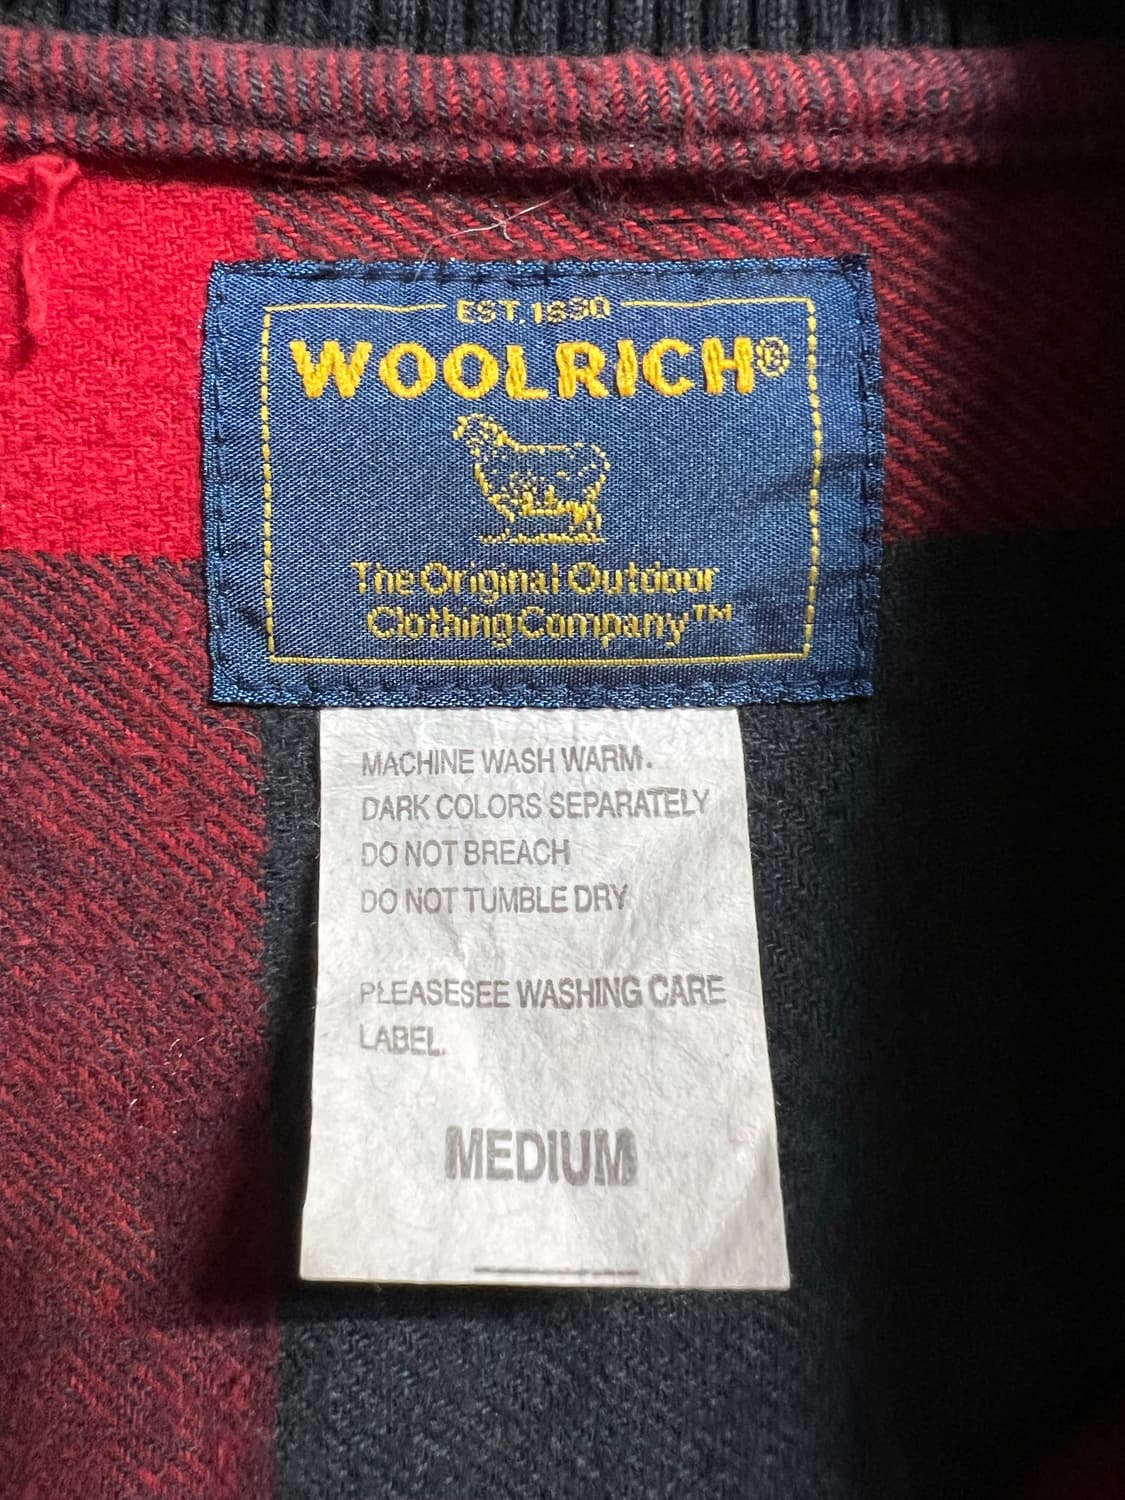 EST. 1830
WOOLRICH®
The Original Outdoor
Clothing Company™
MACHINE WASH WARM.
DARK COLORS SEPARATELY
DO NOT BREACH
DO NOT TUMBLE DRY
PLEASESEE WASHING CARE
LABEL.
MEDIUM